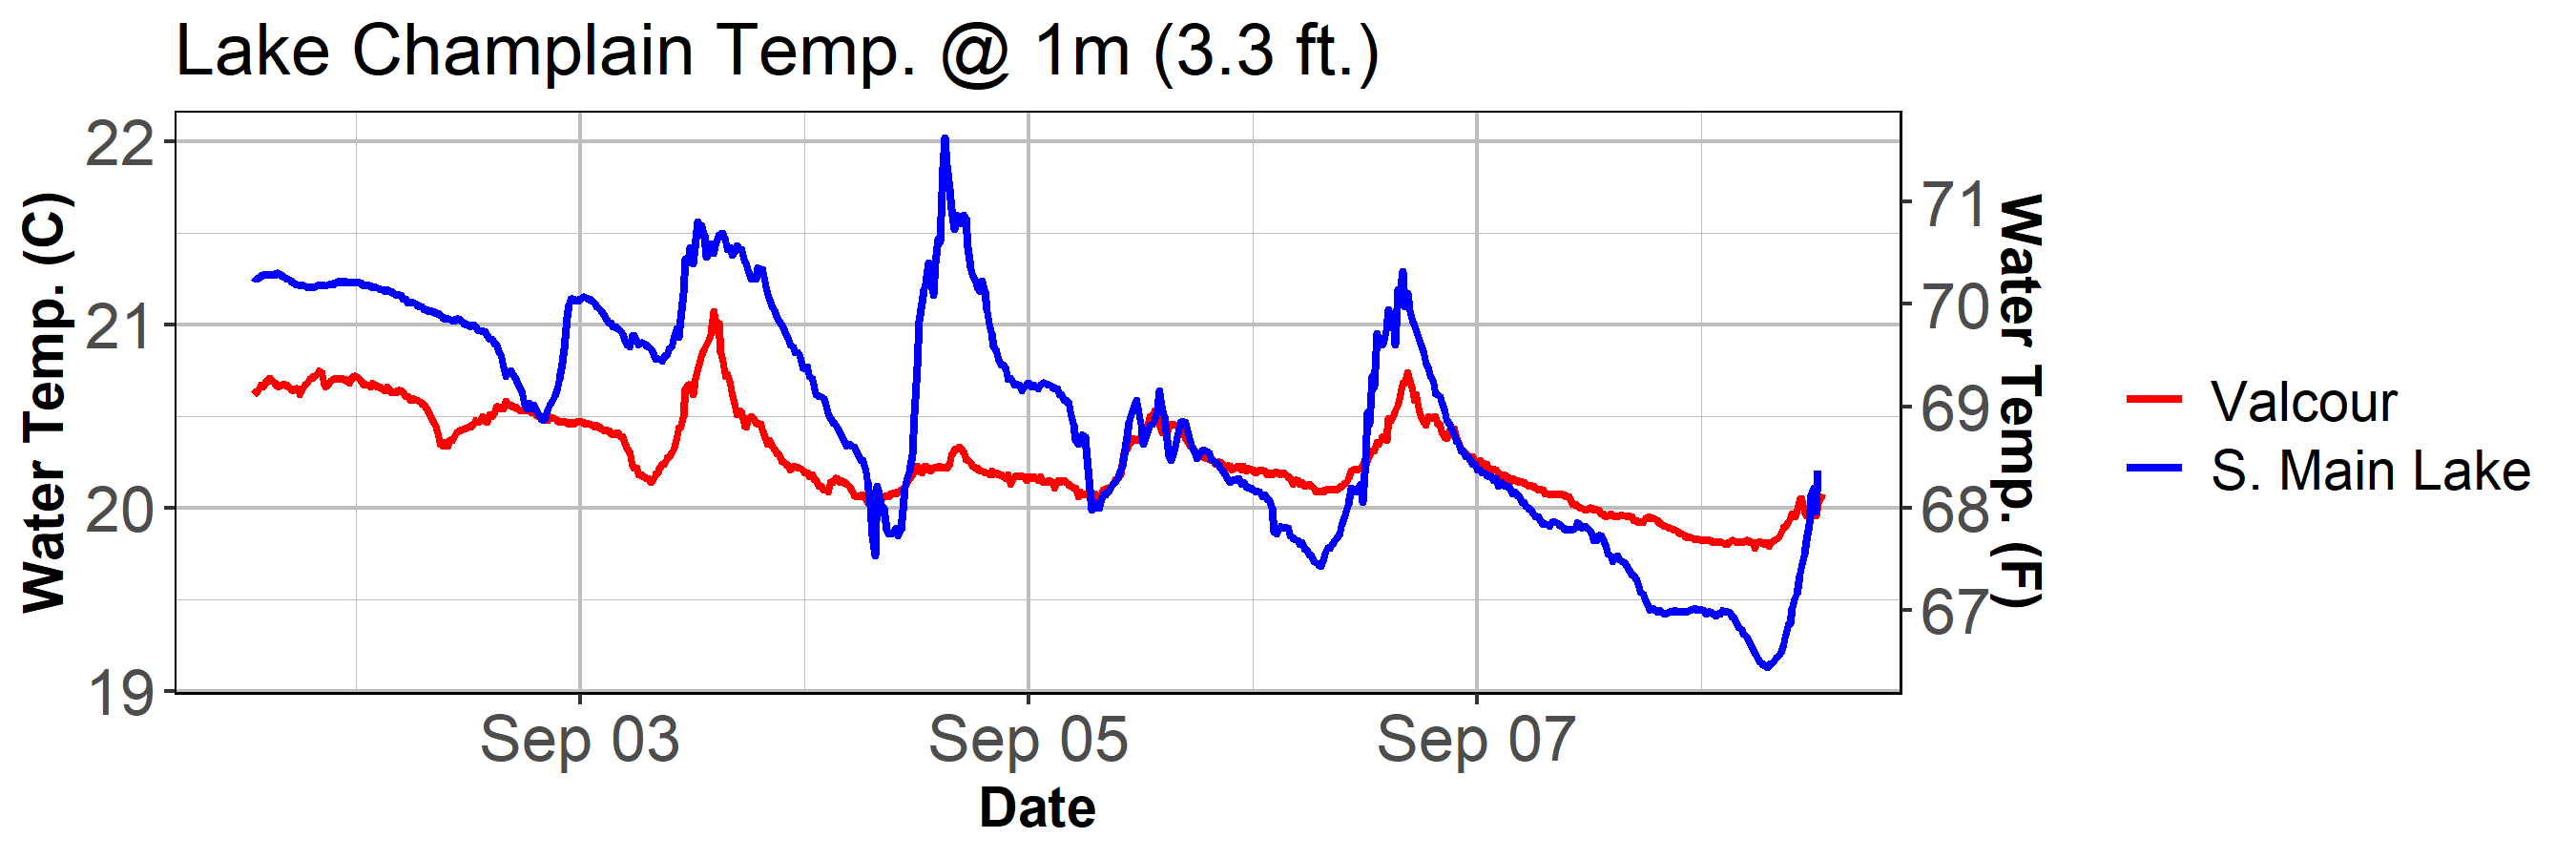 Lake Champlain Temp. @ 1m (3.3 ft.)
Water Temp. (C)
22
21
20
19
71
70
69
68
67
Water Temp. (F)
Sep 03 Sep 05 Sep 07
Date
Valcour
S. Main Lake